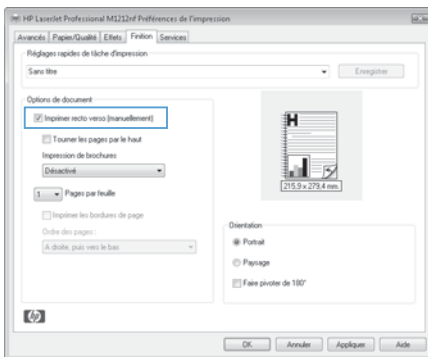 HP LaserJet Professional M1212nf Préférences de l'impression
Avancés Papier/Qualité Effets Finition Services
Réglages rapides de tâche d'impression
Sans titre
Enregistrer
Options de document
Imprimer recto verso (manuellement)
Tourner les pages par le haut
Impression de brochures
Désactivé
1 Pages par feuille
Imprimer les bordures de page
Ordre des pages :
A droite, puis vers le bas
H
215,9 x 279,4 mm.
Orientation
Portrait
Paysage
Faire pivoter de 180°
hp
OK Annuler Appliquer Aide